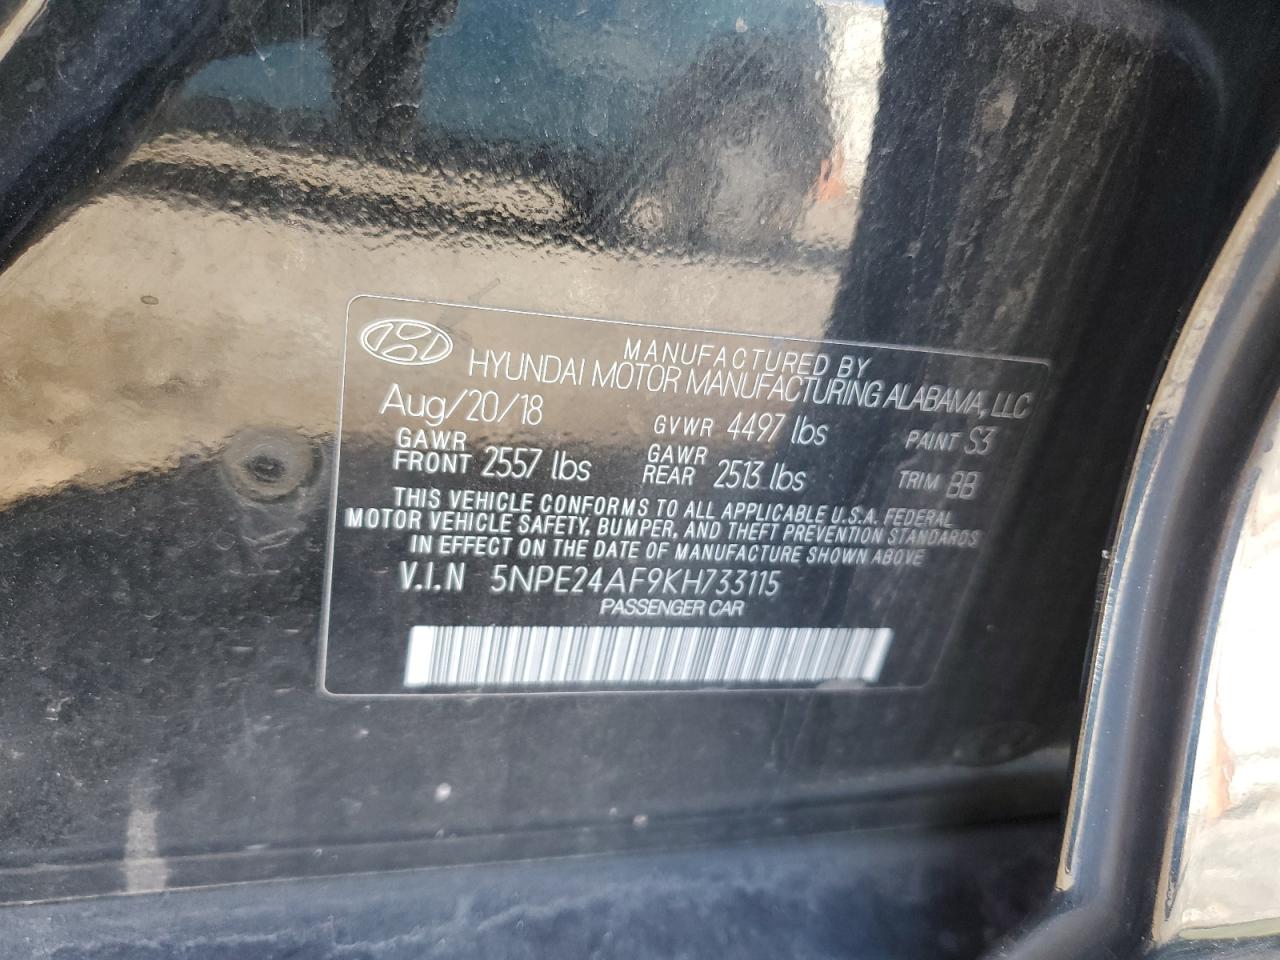 MANUFACTURED BY
HYUNDAI MOTOR MANUFACTURING ALABAMA, LLC
Aug/20/18 GVWR 4497 lbs PAINT S3
GAWR FRONT 2557 lbs GAWR REAR 2513 lbs TRIM BB
THIS VEHICLE CONFORMS TO ALL APPLICABLE U.S.A. FEDERAL
MOTOR VEHICLE SAFETY, BUMPER, AND THEFT PREVENTION STANDARDS
IN EFFECT ON THE DATE OF MANUFACTURE SHOWN ABOVE
V.I.N 5NPE24AF9KH733115
PASSENGER CAR